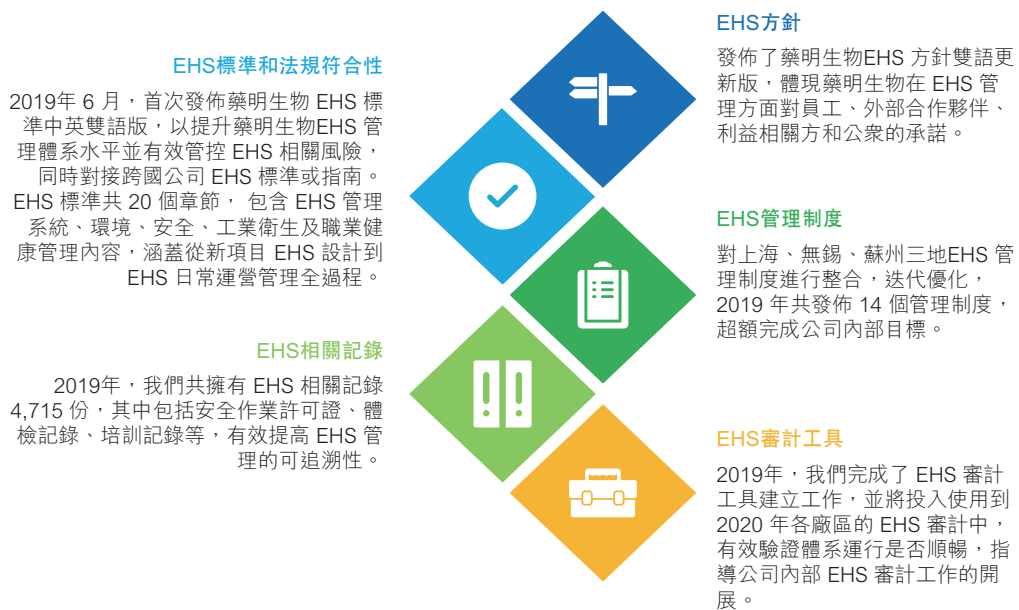 EHS方針
發佈了藥明生物EHS 方針雙語更
新版，體現藥明生物在 EHS 管
理方面對員工、外部合作夥伴、
利益相關方和公衆的承諾。
EHS標準和法規符合性
2019年 6 月，首次發佈藥明生物 EHS 標
準中英雙語版，以提升藥明生物EHS 管
理體系水平並有效管控 EHS 相關風險，
同時對接跨國公司 EHS 標準或指南。
EHS 標準共 20 個章節， 包含 EHS 管理
系統、環境、安全、工業衛生及職業健
康管理內容，涵蓋從新項目 EHS 設計到
EHS 日常運營管理全過程。
EHS管理制度
對上海、無錫、蘇州三地EHS 管
理制度進行整合，迭代優化，
2019 年共發佈 14 個管理制度，
超額完成公司內部目標。
EHS相關記錄
2019年，我們共擁有 EHS 相關記錄
4,715 份，其中包括安全作業許可證、體
檢記錄、培訓記錄等，有效提高 EHS 管
理的可追溯性。
EHS審計工具
2019年，我們完成了 EHS 審計
工具建立工作，並將投入使用到
2020 年各廠區的 EHS 審計中，
有效驗證體系運行是否順暢，指
導公司內部 EHS 審計工作的開
展。